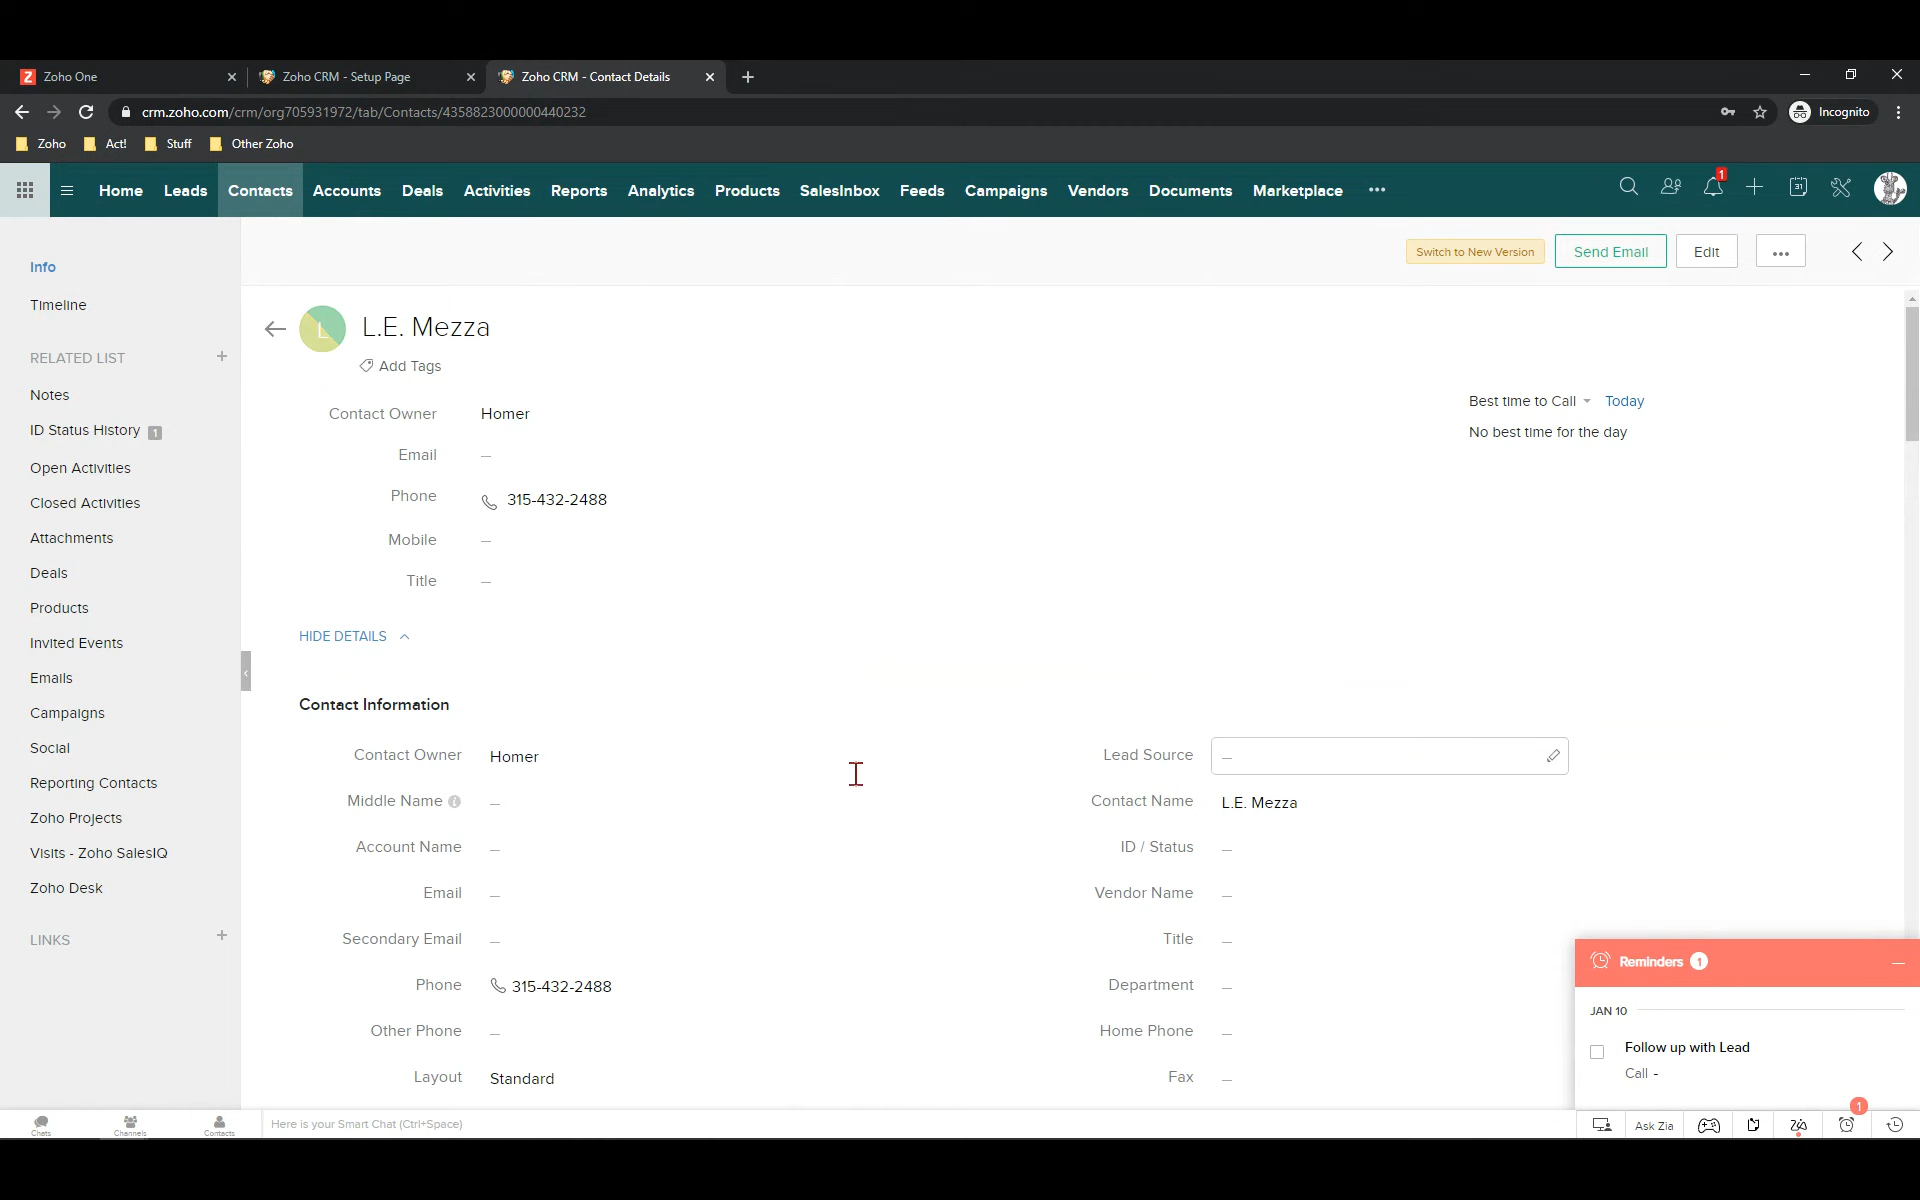 Zoho One
Zoho CRM - Setup Page
Zoho CRM - Contact Details
crm.zoho.com/crm/org705931972/tab/Contacts/4358823000000440232
Incognito
Zoho
Act!
Stuff
Other Zoho
Home
Leads
Contacts
Accounts
Deals
Activities
Reports
Analytics
Products
SalesInbox
Feeds
Campaigns
Vendors
Documents
Marketplace
1
31
Switch to New Version
Send Email
Edit
Info
Timeline
RELATED LIST
Notes
ID Status History 1
Open Activities
Closed Activities
Attachments
Deals
Products
Invited Events
Emails
Campaigns
Social
Reporting Contacts
Zoho Projects
Visits - Zoho SalesIQ
Zoho Desk
LINKS
L
L.E. Mezza
Add Tags
Contact Owner Homer
Email —
Phone 315-432-2488
Mobile —
Title —
Best time to Call Today
No best time for the day
HIDE DETAILS
Contact Information
Contact Owner Homer
Lead Source —
Middle Name —
Contact Name L.E. Mezza
Account Name —
ID / Status —
Email —
Vendor Name —
Secondary Email —
Title —
Phone 315-432-2488
Department —
Other Phone —
Home Phone —
Layout Standard
Fax —
Reminders 1
JAN 10
Follow up with Lead
Call -
Chats
Channels
Contacts
Here is your Smart Chat (Ctrl+Space)
Ask Zia
1